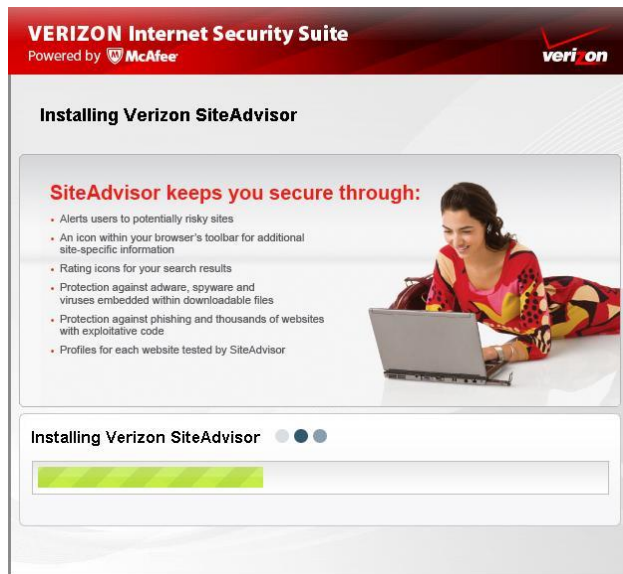 VERIZON Internet Security Suite
Powered by McAfee
verizon
Installing Verizon SiteAdvisor
SiteAdvisor keeps you secure through:
• Alerts users to potentially risky sites
• An icon within your browser's toolbar for additional
site-specific information
• Rating icons for your search results
• Protection against adware, spyware and
viruses embedded within downloadable files
• Protection against phishing and thousands of websites
with exploitative code
• Profiles for each website tested by SiteAdvisor
Installing Verizon SiteAdvisor